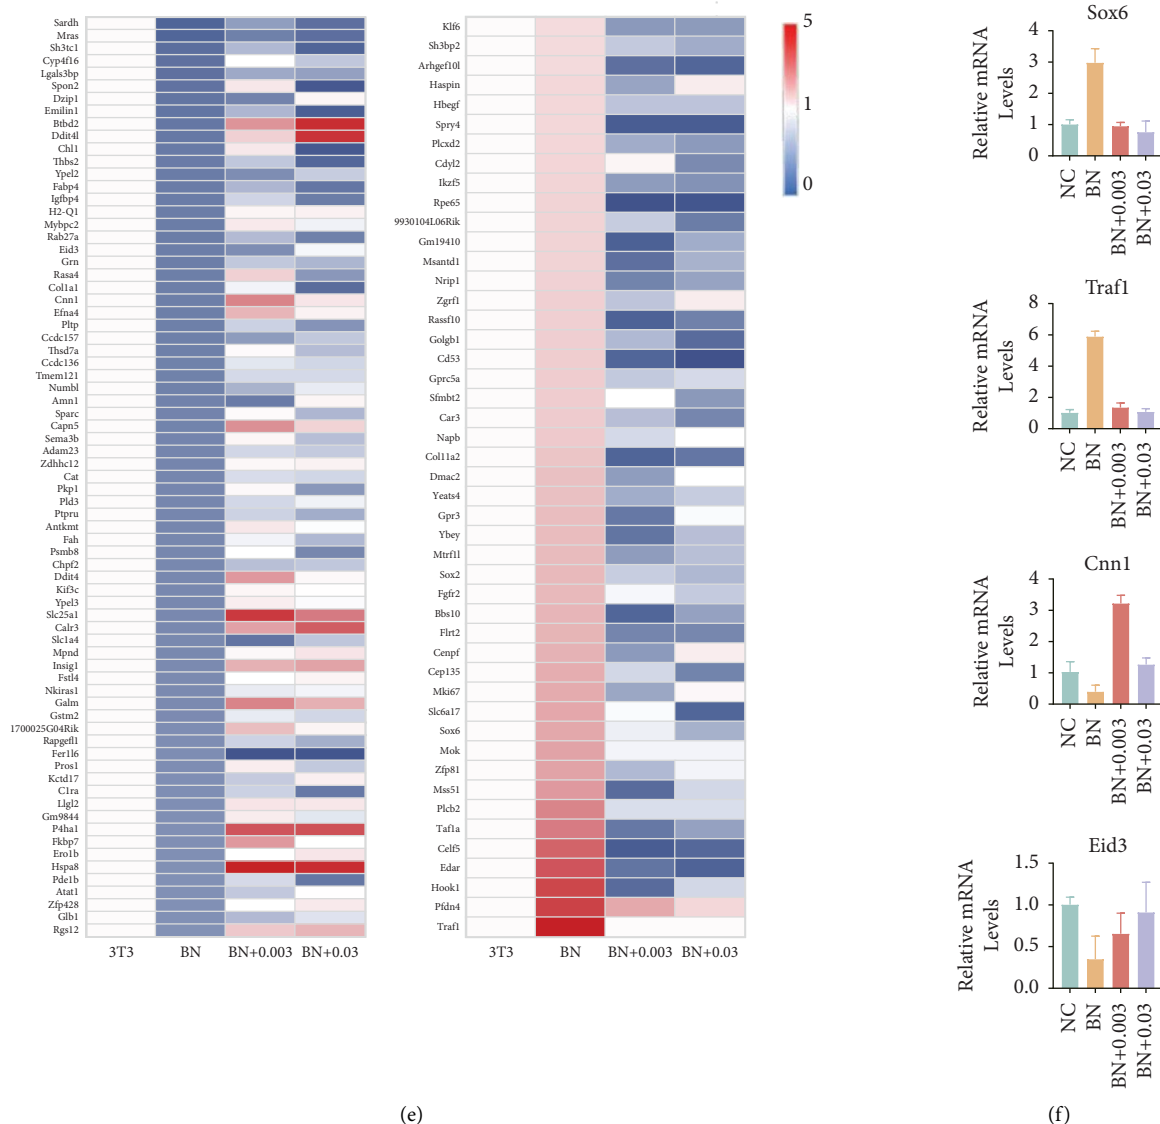 Sardh
Mras
Sh3tc1
Cyp4f16
Lgals3bp
Spon2
Dzip1
Emilin1
Btbd2
Ddit4l
Chl1
Thbs2
Ypel2
Fabp4
Igfbp4
H2-Q1
Mybpc2
Rab27a
Eid3
Grn
Rasa4
Col1a1
Cnn1
Efna4
Pltp
Ccdc157
Thsd7a
Ccdc136
Tmem121
Numbl
Amn1
Sparc
Capn5
Sema3b
Adam23
Zdhhc12
Cat
Pkp1
Pld3
Ptpru
Antkmt
Fah
Psmb8
Chpf2
Ddit4
Kif3c
Ypel3
Slc25a1
Calr3
Slc1a4
Mpnd
Insig1
Fstl4
Nkiras1
Galm
Gstm2
1700025G04Rik
Rapgefl1
Fer1l6
Pros1
Kctd17
C1ra
Llgl2
Gm9844
P4ha1
Fkbp7
Ero1b
Hspa8
Pde1b
Atat1
Zfp428
Glb1
Rgs12
3T3 BN BN+0.003 BN+0.03
Klf6
Sh3bp2
Arhgef10l
Haspin
Hbegf
Spry4
Plcxd2
Cdyl2
Ikzf5
Rpe65
9930104L06Rik
Gm19410
Msantd1
Nrip1
Zgrf1
Rassf10
Golgb1
Cd53
Gprc5a
Sfmbt2
Car3
Napb
Col11a2
Dmac2
Yeats4
Gpr3
Ybey
Mtrf1l
Sox2
Fgfr2
Bbs10
Flrt2
Cenpf
Cep135
Mki67
Slc6a17
Sox6
Mok
Zfp81
Mss51
Plcb2
Taf1a
Celf5
Edar
Hook1
Pfdn4
Traf1
3T3 BN BN+0.003 BN+0.03
5
1
0
(e)
Sox6
Relative mRNA
Levels
4
3
2
1
0
NC
BN
BN+0.003
BN+0.03
Traf1
Relative mRNA
Levels
8
6
4
2
0
NC
BN
BN+0.003
BN+0.03
Cnn1
Relative mRNA
Levels
4
3
2
1
0
NC
BN
BN+0.003
BN+0.03
Eid3
Relative mRNA
Levels
1.5
1.0
0.5
0.0
NC
BN
BN+0.003
BN+0.03
(f)